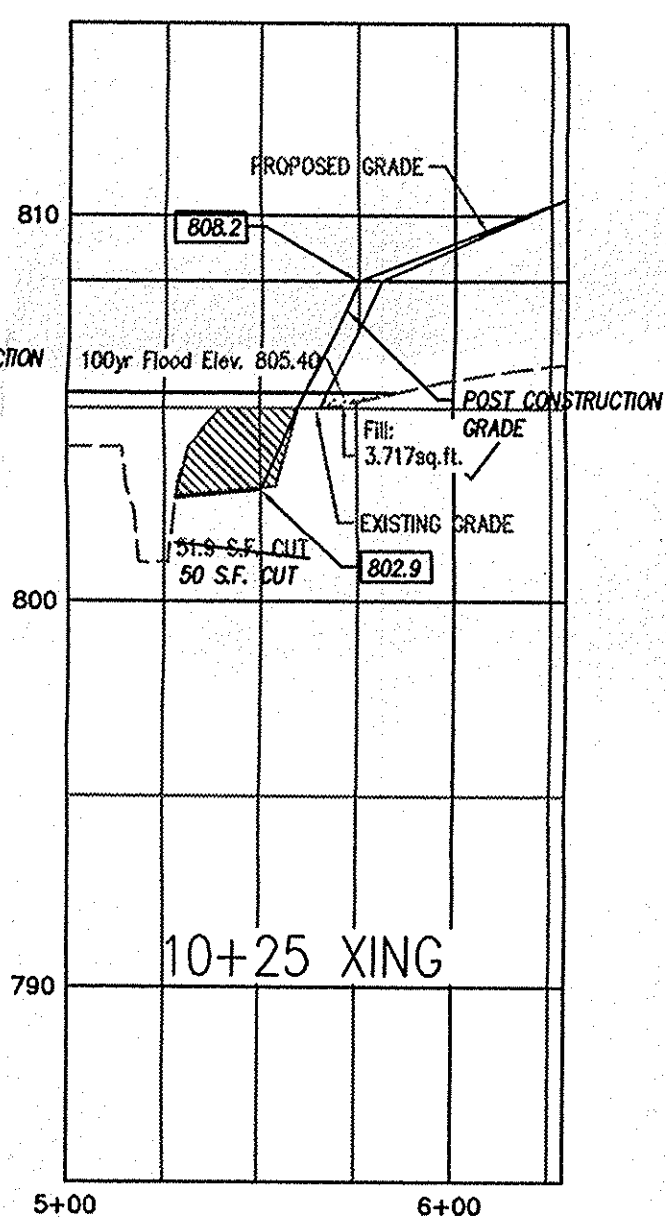 PROPOSED GRADE
810
808.2
CTION
100yr Flood Elev. 805.40
POST CONSTRUCTION
GRADE
Fill:
3.717sq.ft.
EXISTING GRADE
51.9 S.F. CUT
50 S.F. CUT
802.9
800
10+25 XING
790
5+00
6+00